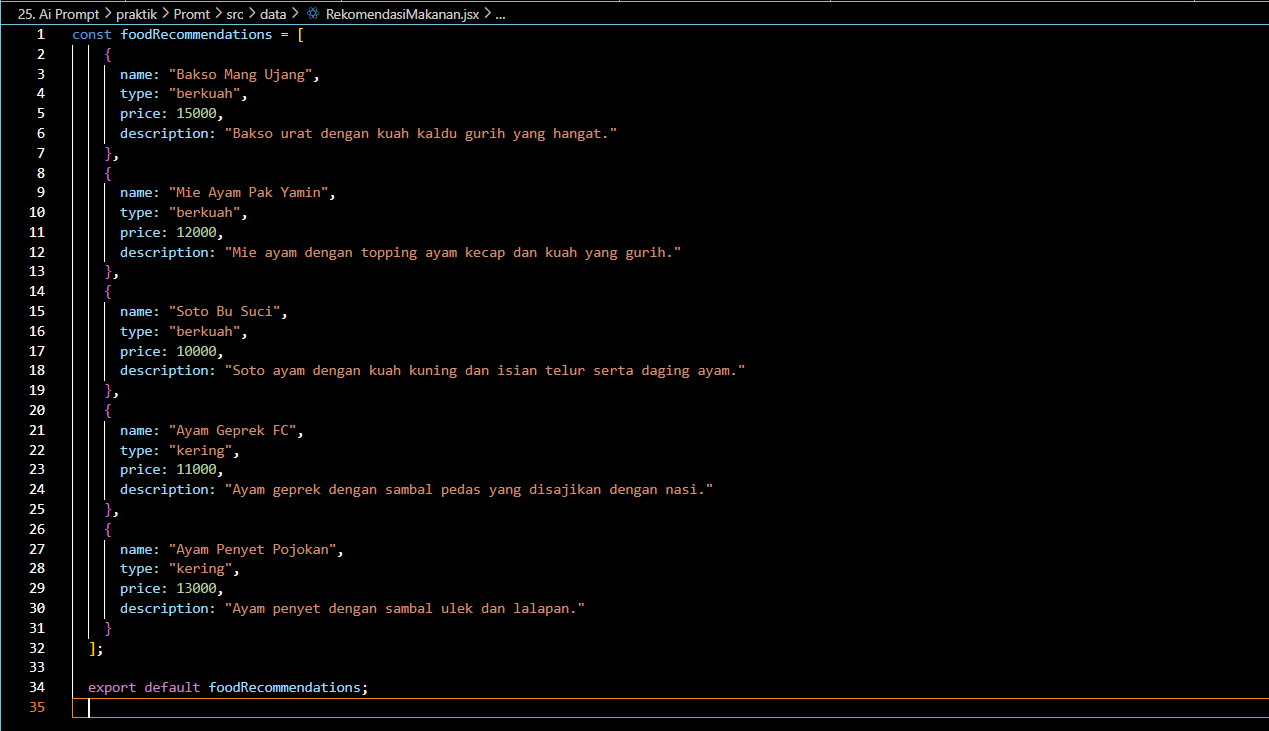 25. Ai Prompt > praktik > Promt > src > data > RekomendasiMakanan.jsx > ...
1 const foodRecommendations = [
2 {
3 name: "Bakso Mang Ujang",
4 type: "berkuah",
5 price: 15000,
6 description: "Bakso urat dengan kuah kaldu gurih yang hangat."
7 },
8 {
9 name: "Mie Ayam Pak Yamin",
10 type: "berkuah",
11 price: 12000,
12 description: "Mie ayam dengan topping ayam kecap dan kuah yang gurih."
13 },
14 {
15 name: "Soto Bu Suci",
16 type: "berkuah",
17 price: 10000,
18 description: "Soto ayam dengan kuah kuning dan isian telur serta daging ayam."
19 },
20 {
21 name: "Ayam Geprek FC",
22 type: "kering",
23 price: 11000,
24 description: "Ayam geprek dengan sambal pedas yang disajikan dengan nasi."
25 },
26 {
27 name: "Ayam Penyet Pojokan",
28 type: "kering",
29 price: 13000,
30 description: "Ayam penyet dengan sambal ulek dan lalapan."
31 }
32 ];
33
34 export default foodRecommendations;
35